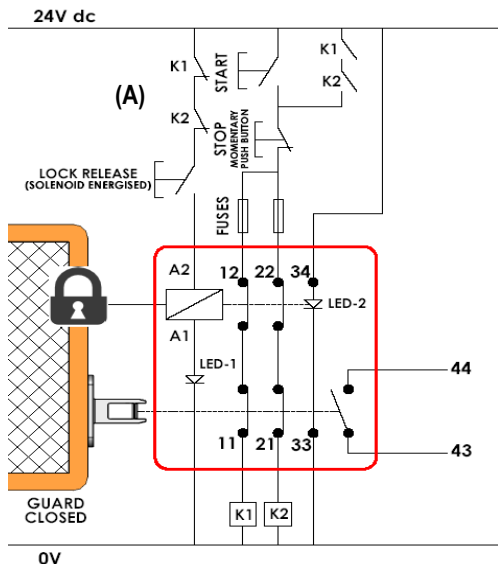 24V dc
(A)
K1
START
K1
K2
K2
STOP
MOMENTARY
PUSH BUTTON
LOCK RELEASE
(SOLENOID ENERGISED)
FUSES
A2
12
22
34
LED-2
A1
LED-1
44
11
21
33
43
K1
K2
GUARD
CLOSED
0V